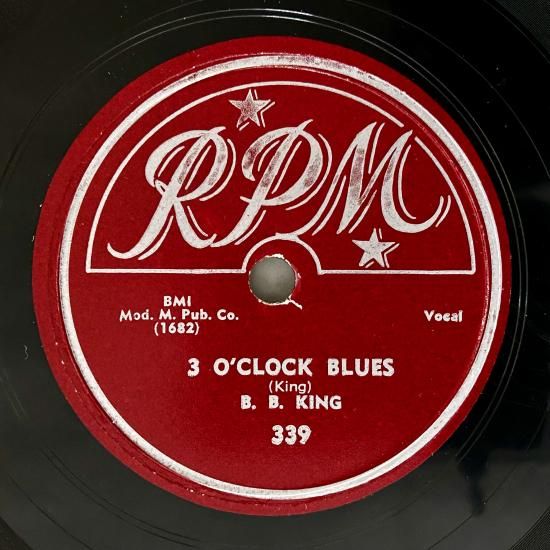 RPM
BMI
Mod. M. Pub. Co.
(1682)
Vocal
3 O'CLOCK BLUES
(King)
B. B. KING
339